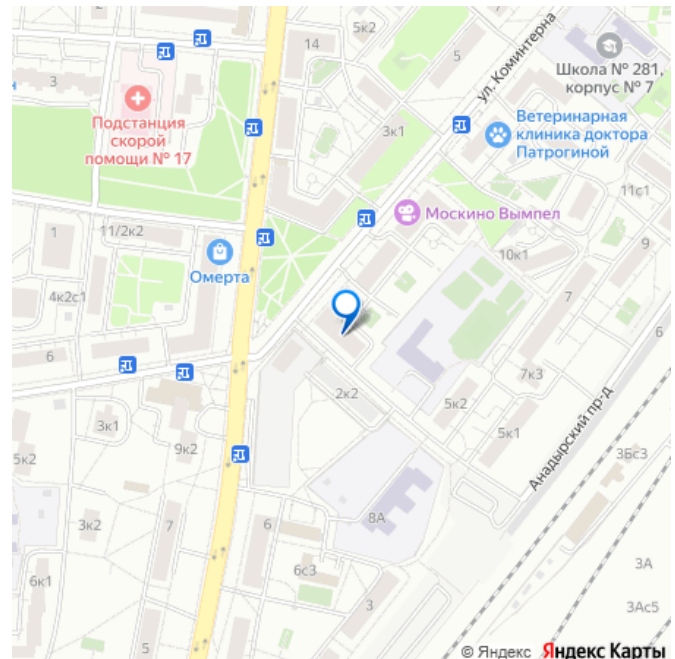 14
5
ул. Коминтерна
Школа № 281,
корпус № 7
3
н
Подстанция
скорой
помощи № 17
3к1
Ветеринарная
клиника доктора
Патрогиной
11с1
Москино Вымпел
1
11/2к2
9
10к1
Омерта
4к2с1
7
6
6
2к2
7к3
5к2
5к1
3к1
9к2
Анадырский пр-д
3Бс3
5к2
3к2
7
6
8А
6с3
3А
6к1
3
3Ас5
5
© Яндекс Яндекс Карты